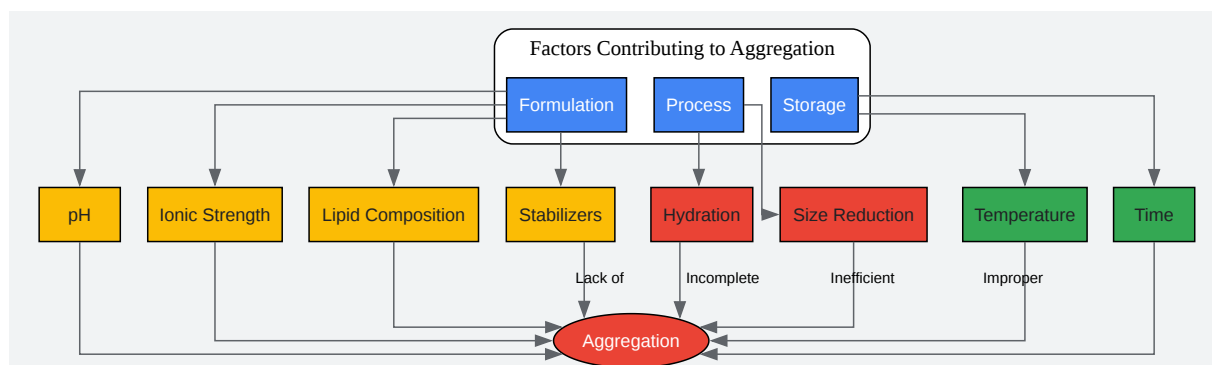 Factors Contributing to Aggregation
Formulation
Process
Storage
pH
Ionic Strength
Lipid Composition
Stabilizers
Hydration
Size Reduction
Temperature
Time
Lack of
Incomplete
Inefficient
Improper
Aggregation